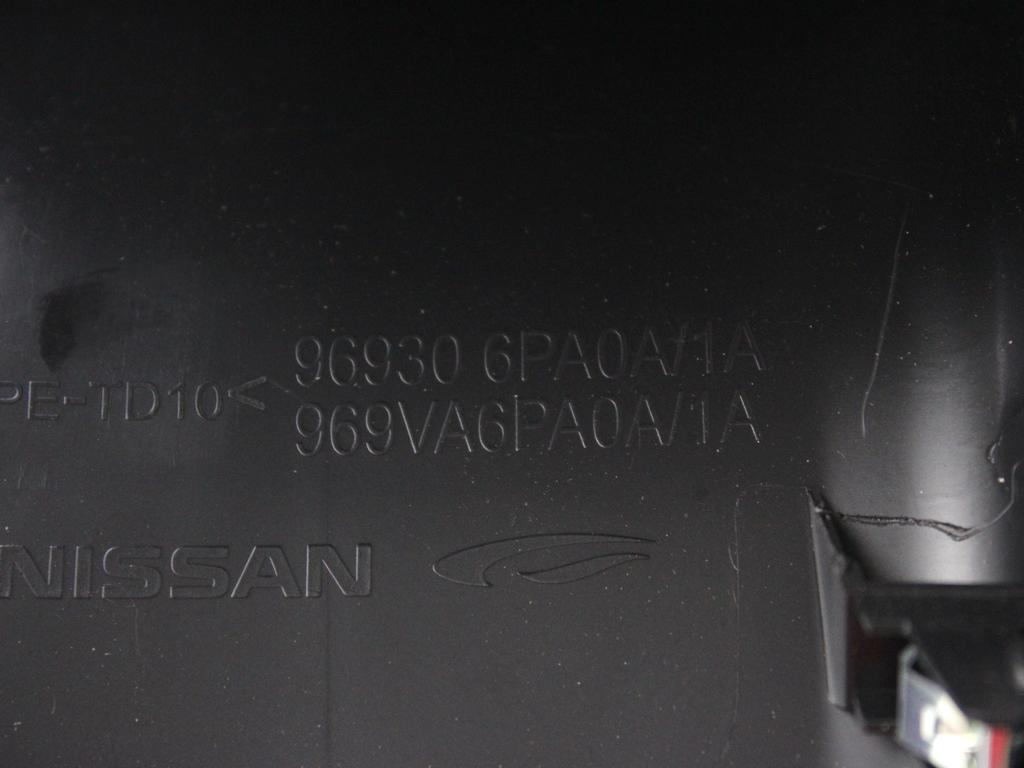 96930 6PA0A/1A
PE-TD10<
969VA6PA0A/1A
NISSAN